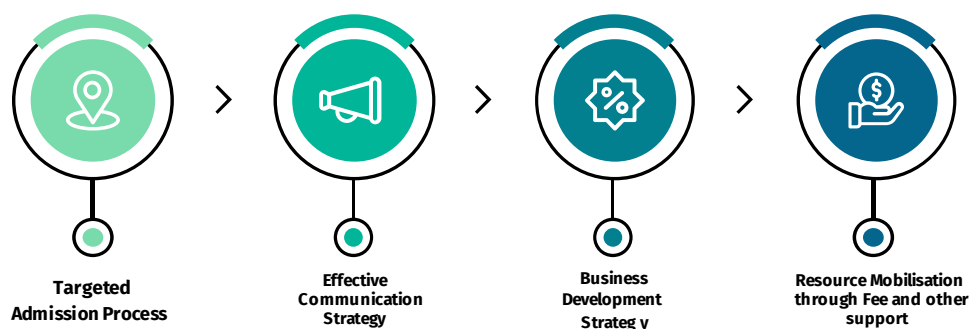 Targeted
Admission Process
Effective
Communication
Strategy
Business
Development
Strateg y
Resource Mobilisation
through Fee and other
support